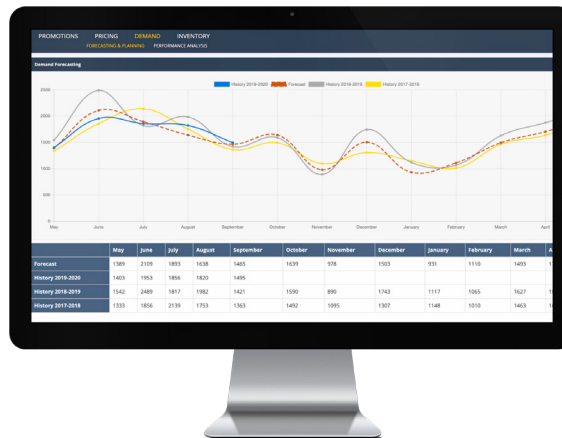 PROMOTIONS PRICING DEMAND INVENTORY
FORECASTING & PLANNING PERFORMANCE ANALYSIS
Demand Forecasting
History 2019-2020 Forecast History 2018-2019 History 2017-2018
2500
2000
1500
1000
500
0
May June July August September October November December January February March April
May June July August September October November December January February March A
Forecast 1389 2109 1893 1638 1465 1639 978 1503 931 1110 1493
History 2019-2020 1403 1953 1856 1820 1495
History 2018-2019 1542 2489 1817 1982 1421 1590 890 1743 1117 1065 1627
History 2017-2018 1333 1856 2139 1753 1363 1492 1095 1307 1148 1010 1463